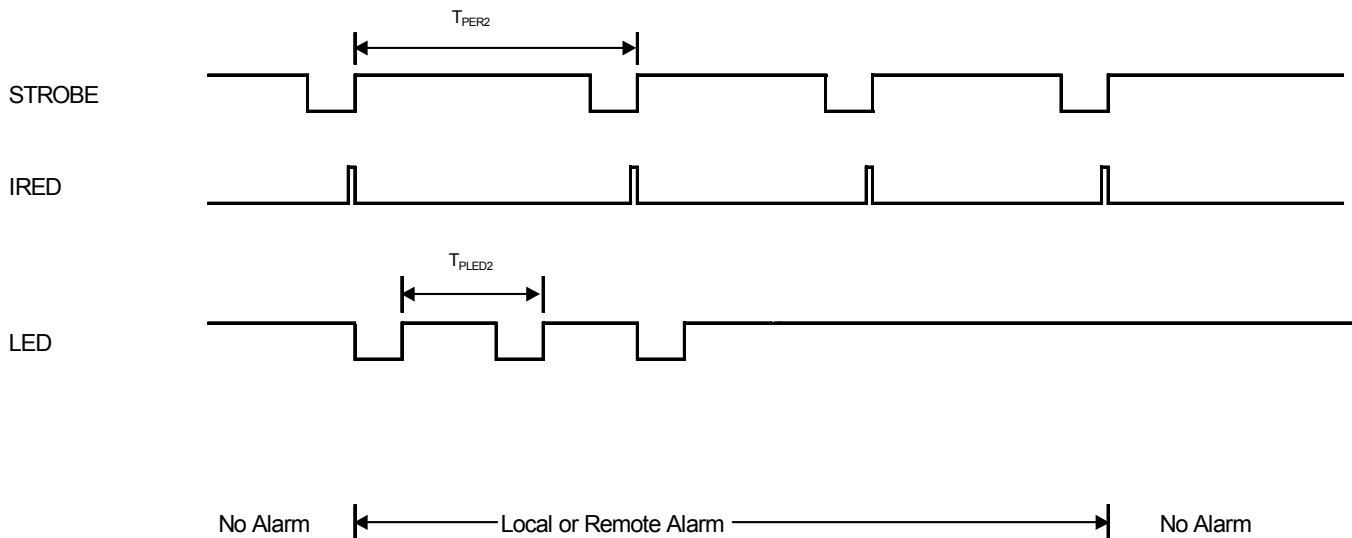 TPER2
STROBE
IRED
TPLED2
LED
No Alarm Local or Remote Alarm No Alarm